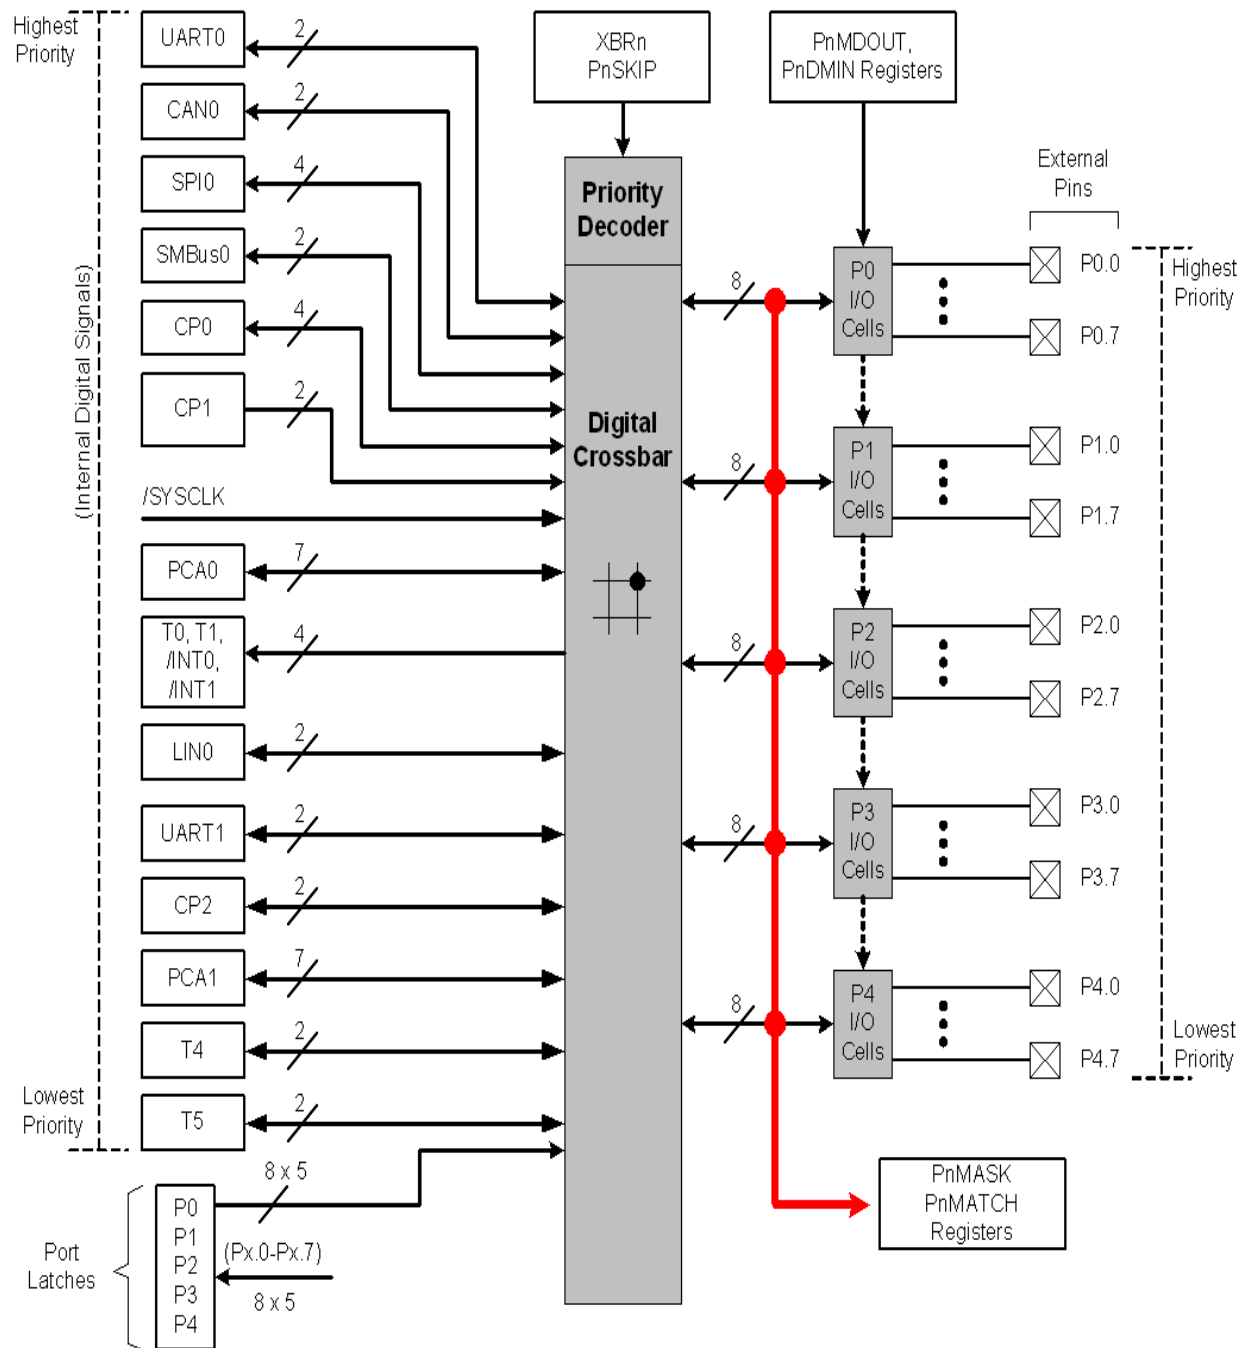 Highest
Priority
(Internal Digital Signals)
Lowest
Priority
UART0
2
CAN0
2
SPI0
4
SMBus0
2
CP0
4
CP1
2
/SYSCLK
PCA0
7
T0, T1,
/INT0,
/INT1
4
LIN0
2
UART1
2
CP2
2
PCA1
7
T4
2
T5
2
8 x 5
Port
Latches
P0
P1
P2
P3
P4
(Px.0-Px.7)
8 x 5
XBRn
PnSKIP
Priority
Decoder
Digital
Crossbar
PnMDOUT,
PnDMIN Registers
External
Pins
8
P0
I/O
Cells
P0.0
P0.7
8
P1
I/O
Cells
P1.0
P1.7
8
P2
I/O
Cells
P2.0
P2.7
8
P3
I/O
Cells
P3.0
P3.7
8
P4
I/O
Cells
P4.0
P4.7
Highest
Priority
Lowest
Priority
PnMASK
PnMATCH
Registers